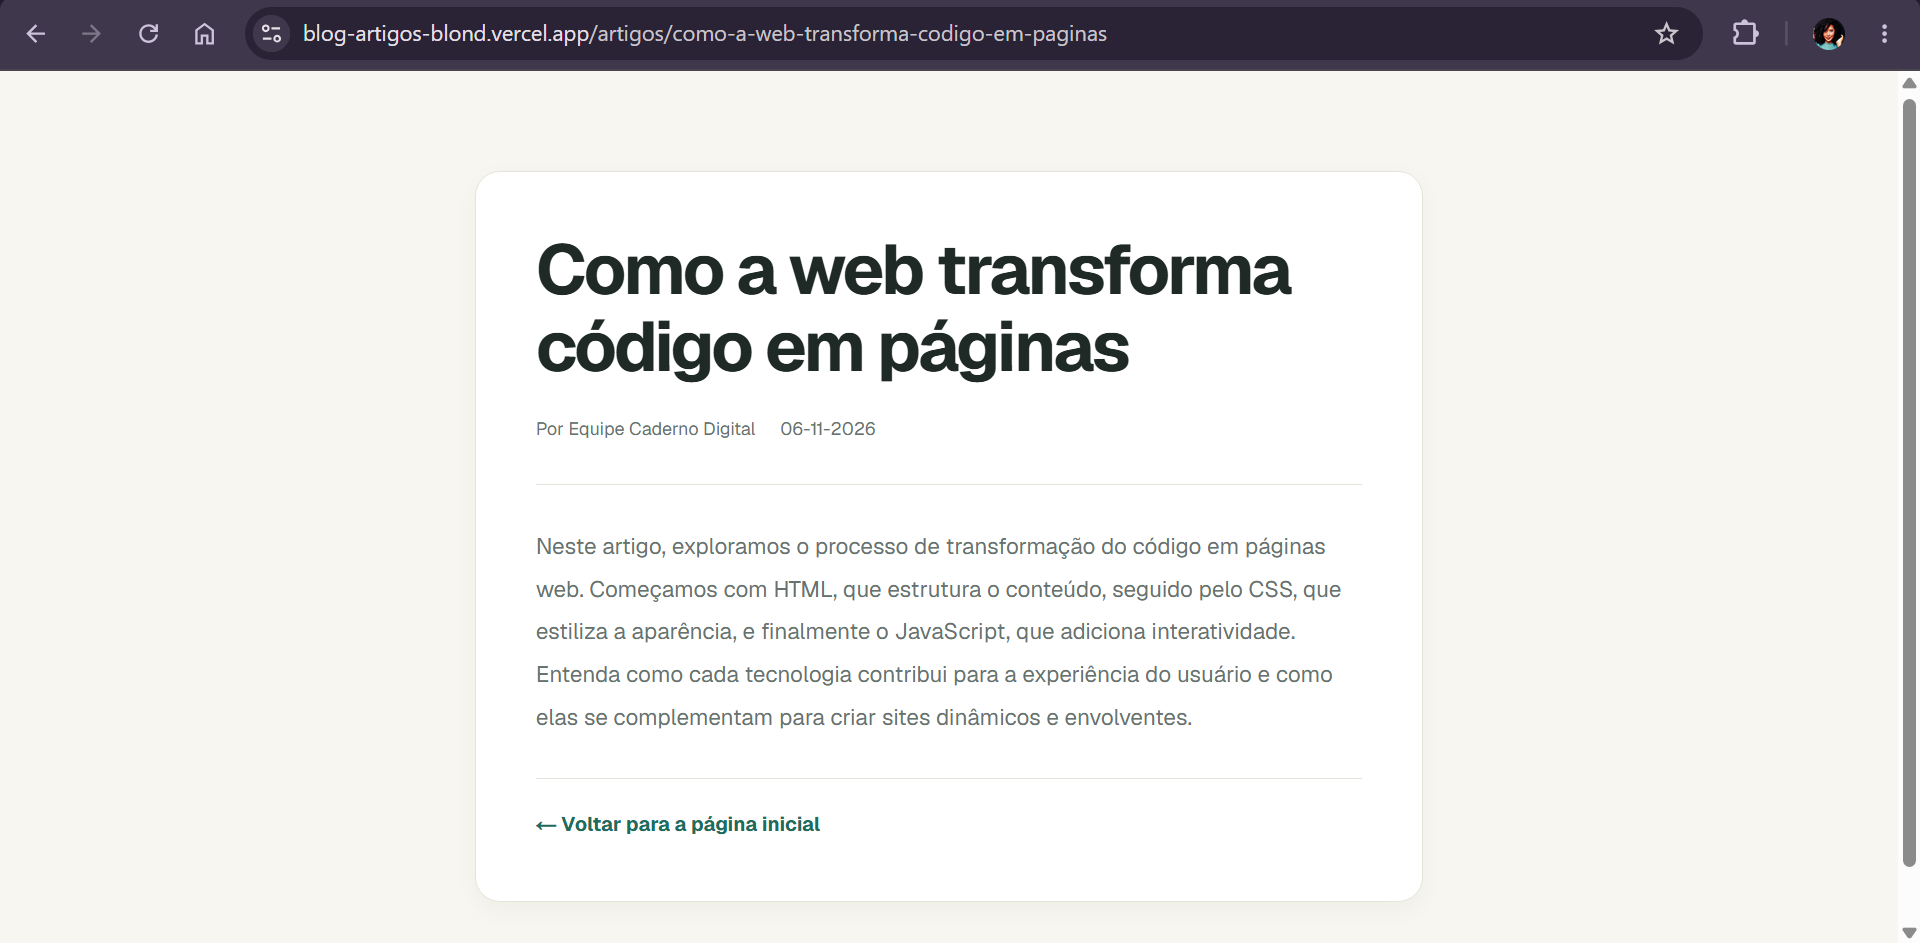 blog-artigos-blond.vercel.app/artigos/como-a-web-transforma-codigo-em-paginas
Como a web transforma
código em páginas
Por Equipe Caderno Digital 06-11-2026
Neste artigo, exploramos o processo de transformação do código em páginas
web. Começamos com HTML, que estrutura o conteúdo, seguido pelo CSS, que
estiliza a aparência, e finalmente o JavaScript, que adiciona interatividade.
Entenda como cada tecnologia contribui para a experiência do usuário e como
elas se complementam para criar sites dinâmicos e envolventes.
← Voltar para a página inicial